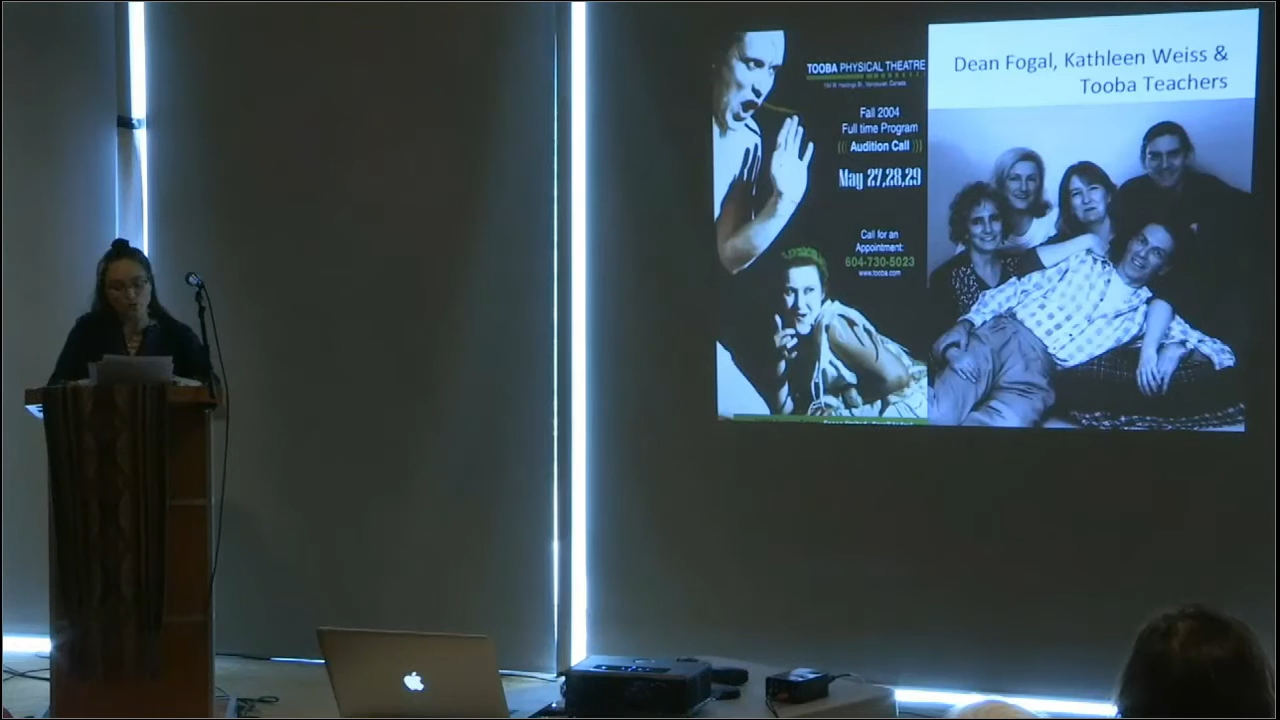 TOOBA PHYSICAL THEATRE
Fall 2004
Full time Program
((( Audition Call )))
May 27,28,29
Call for an
Appointment:
604-730-5023
www.tooba.com
Dean Fogal, Kathleen Weiss &
Tooba Teachers